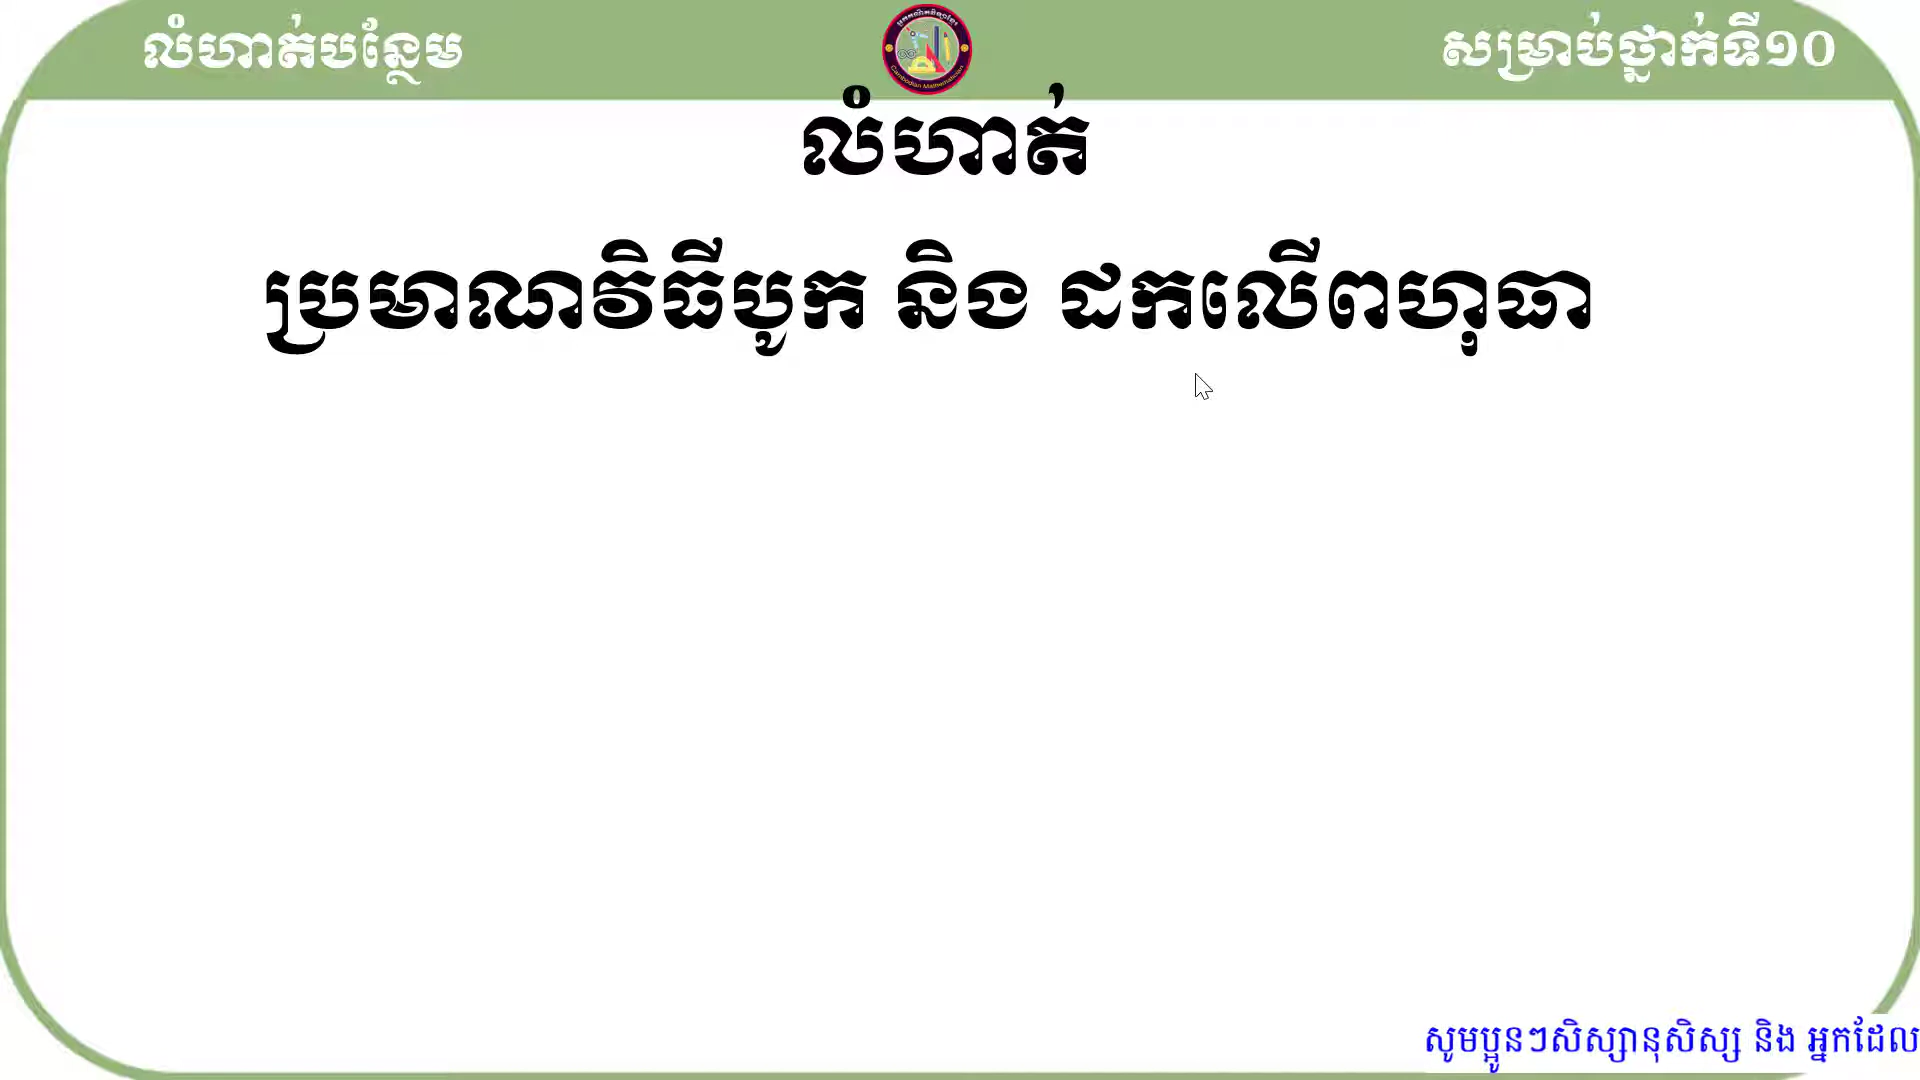 លំហាត់បន្ថែម
សម្រាប់ថ្នាក់ទី១០
Cambodian Mathematician
លំហាត់
ប្រមាណវិធីបូក និង ដកលើពហុធា
សូមប្អូនៗសិស្សានុសិស្ស និង អ្នកដែល